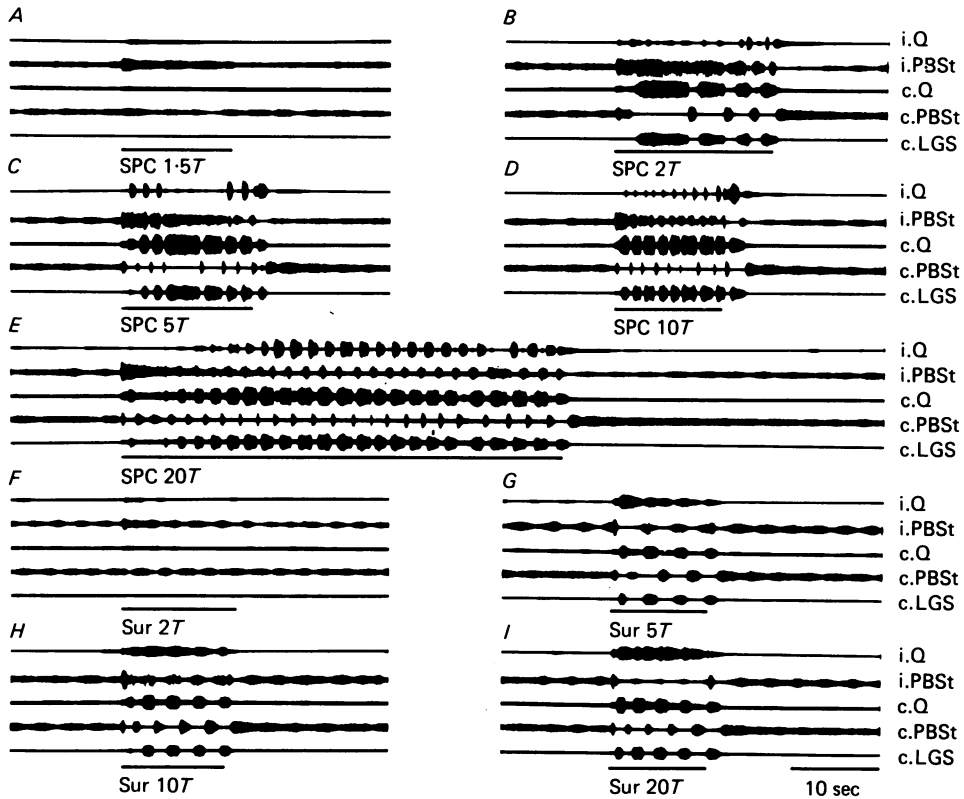 A
B
i.Q
i.PBSt
c.Q
c.PBSt
c.LGS
SPC 1·5T
SPC 2T
C
D
i.Q
i.PBSt
c.Q
c.PBSt
c.LGS
SPC 5T
SPC 10T
E
i.Q
i.PBSt
c.Q
c.PBSt
c.LGS
SPC 20T
F
G
i.Q
i.PBSt
c.Q
c.PBSt
c.LGS
Sur 2T
Sur 5T
H
I
i.Q
i.PBSt
c.Q
c.PBSt
c.LGS
Sur 10T
Sur 20T
10 sec